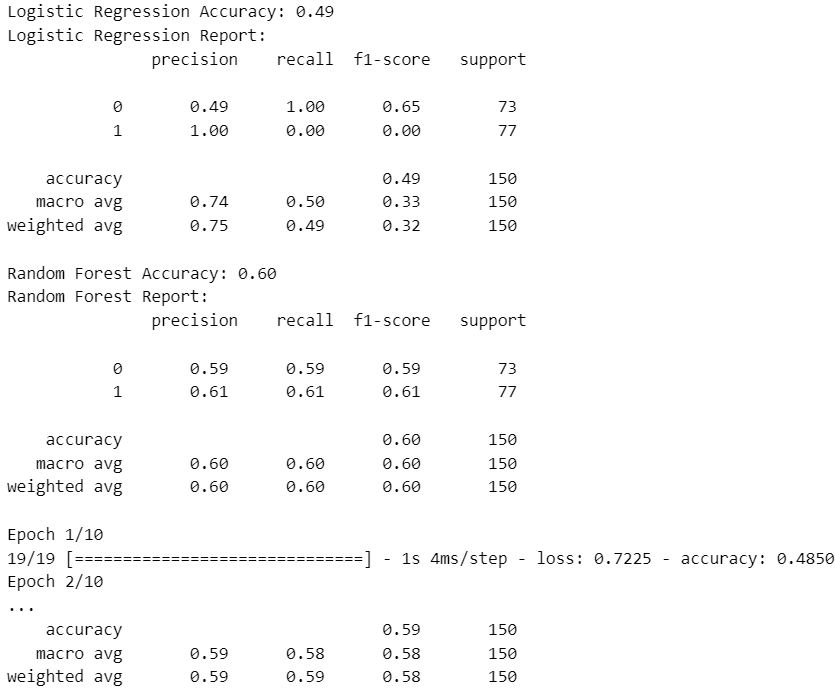 Logistic Regression Accuracy: 0.49
Logistic Regression Report:
precision recall f1-score support
0 0.49 1.00 0.65 73
1 1.00 0.00 0.00 77
accuracy 0.49 150
macro avg 0.74 0.50 0.33 150
weighted avg 0.75 0.49 0.32 150
Random Forest Accuracy: 0.60
Random Forest Report:
precision recall f1-score support
0 0.59 0.59 0.59 73
1 0.61 0.61 0.61 77
accuracy 0.60 150
macro avg 0.60 0.60 0.60 150
weighted avg 0.60 0.60 0.60 150
Epoch 1/10
19/19 [==============================] - 1s 4ms/step - loss: 0.7225 - accuracy: 0.4850
Epoch 2/10
...
accuracy 0.59 150
macro avg 0.59 0.58 0.58 150
weighted avg 0.59 0.59 0.58 150